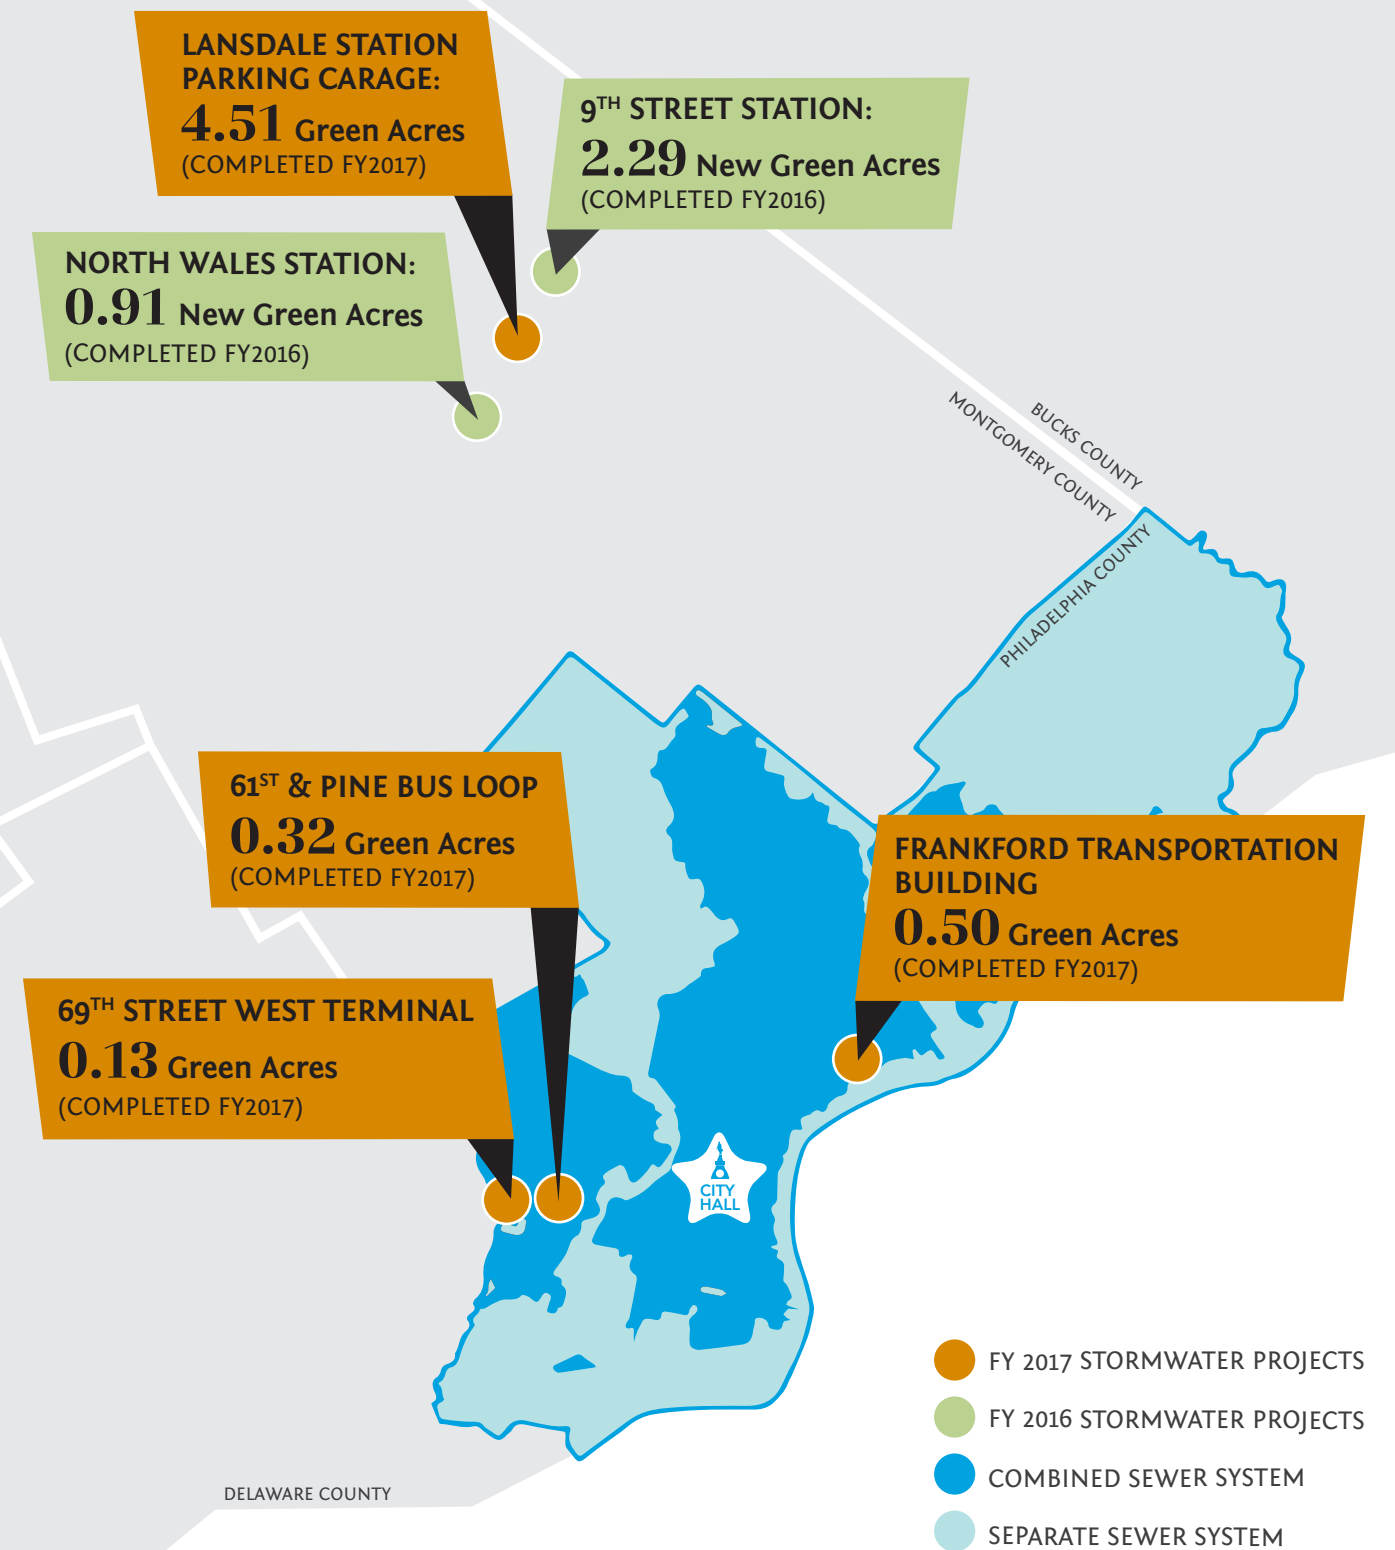 LANSDALE STATION
PARKING CARAGE:
4.51 Green Acres
(COMPLETED FY2017)
9TH STREET STATION:
2.29 New Green Acres
(COMPLETED FY2016)
NORTH WALES STATION:
0.91 New Green Acres
(COMPLETED FY2016)
BUCKS COUNTY
MONTGOMERY COUNTY
PHILADELPHIA COUNTY
61ST & PINE BUS LOOP
0.32 Green Acres
(COMPLETED FY2017)
FRANKFORD TRANSPORTATION
BUILDING
0.50 Green Acres
(COMPLETED FY2017)
69TH STREET WEST TERMINAL
0.13 Green Acres
(COMPLETED FY2017)
CITY
HALL
FY 2017 STORMWATER PROJECTS
FY 2016 STORMWATER PROJECTS
COMBINED SEWER SYSTEM
SEPARATE SEWER SYSTEM
DELAWARE COUNTY